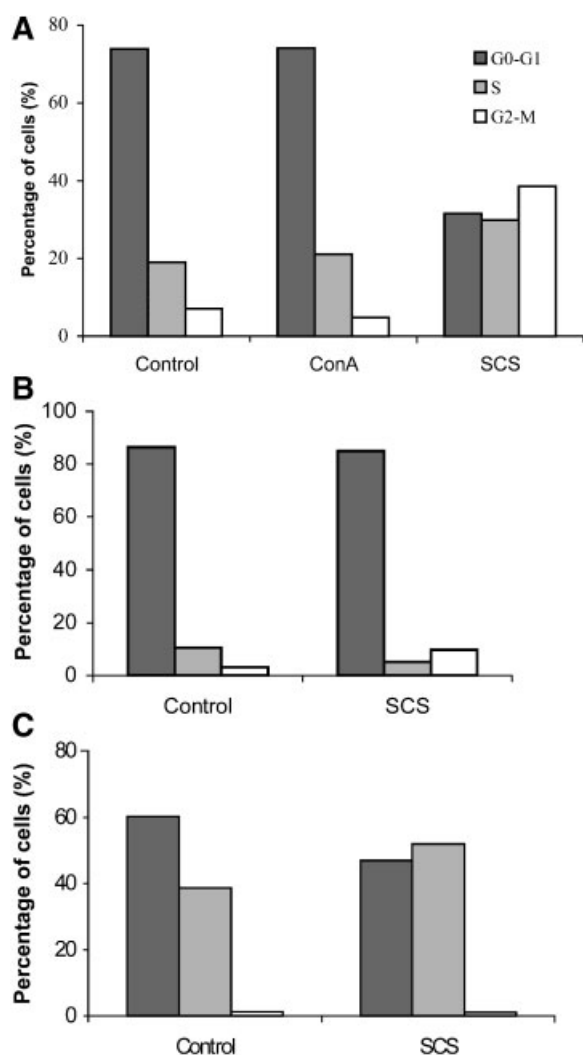 A
Percentage of cells (%)
80
60
40
20
0
G0-G1
S
G2-M
Control ConA SCS
B
Percentage of cells (%)
100
80
60
40
20
0
Control SCS
C
Percentage of cells (%)
80
60
40
20
0
Control SCS